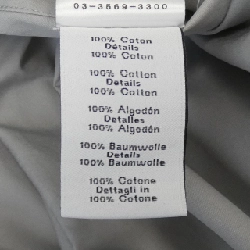 03-3569-3300
100% Coton
Détails
100% Coton
100% Cotton
Details
100% Cotton
100% Algodón
Detalles
100% Algodón
100% Baumwolle
Details
100% Baumwolle
100% Cotone
Dettagli in
100% Cotone